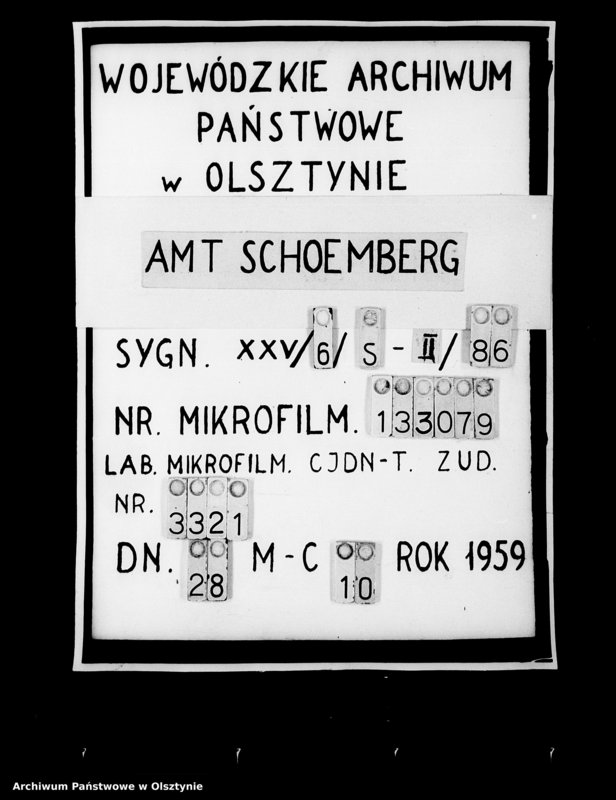 WOJEWÓDZKIE ARCHIWUM
PAŃSTWOWE
w OLSZTYNIE
AMT SCHOEMBERG
SYGN. XXV/6/S-II/86
NR. MIKROFILM. 133079
LAB. MIKROFILM. CJDN-T. ZUD.
NR. 3321
DN. 28 M-C 10 ROK 1959
Archiwum Państwowe w Olsztynie